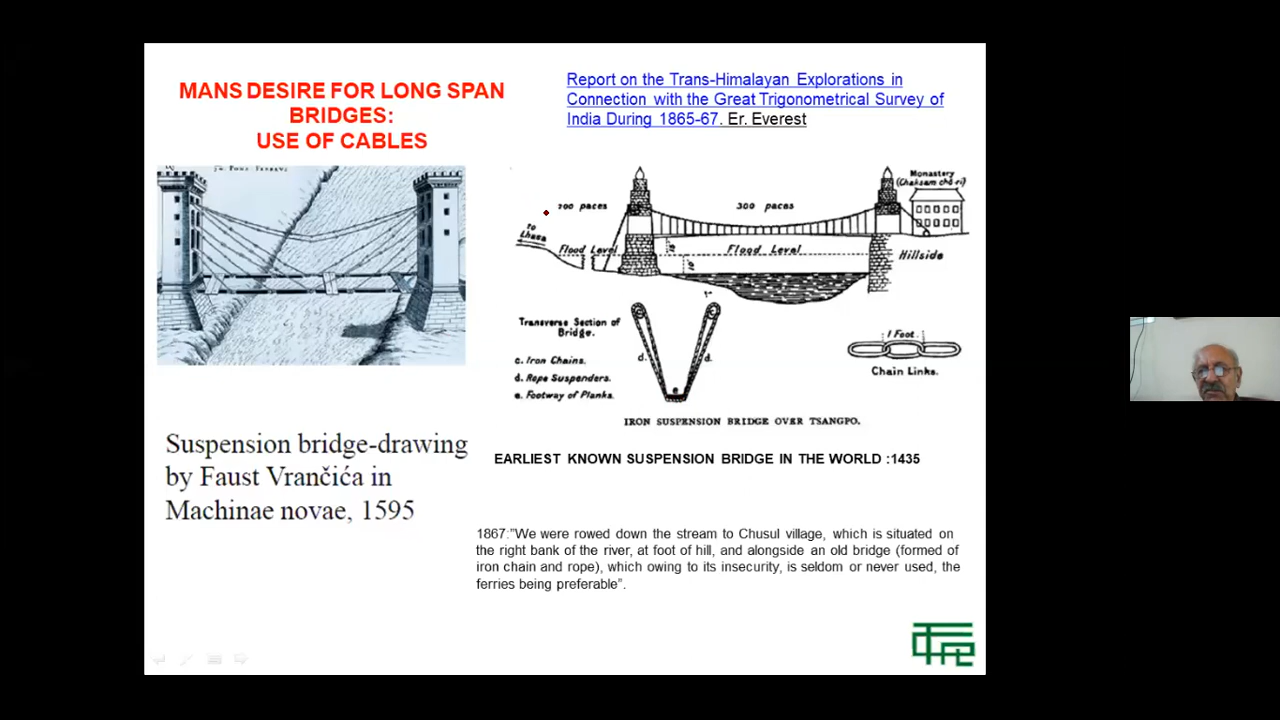 MANS DESIRE FOR LONG SPAN
BRIDGES:
USE OF CABLES
Report on the Trans-Himalayan Explorations in
Connection with the Great Trigonometrical Survey of
India During 1865-67. Er. Everest
Monastery
(Chaksam chö-ri)
paces
300 paces
To
Lhasa
Flood Level
Flood Level
Hillside
Transverse Section of
Bridge.
c. Iron Chains.
d. Rope Suspenders.
e. Footway of Planks.
d.
d.
e
1 Foot.
Chain Links.
IRON SUSPENSION BRIDGE OVER TSANGPO.
EARLIEST KNOWN SUSPENSION BRIDGE IN THE WORLD :1435
Suspension bridge-drawing
by Faust Vrančića in
Machinae novae, 1595
1867:"We were rowed down the stream to Chusul village, which is situated on
the right bank of the river, at foot of hill, and alongside an old bridge (formed of
iron chain and rope), which owing to its insecurity, is seldom or never used, the
ferries being preferable".